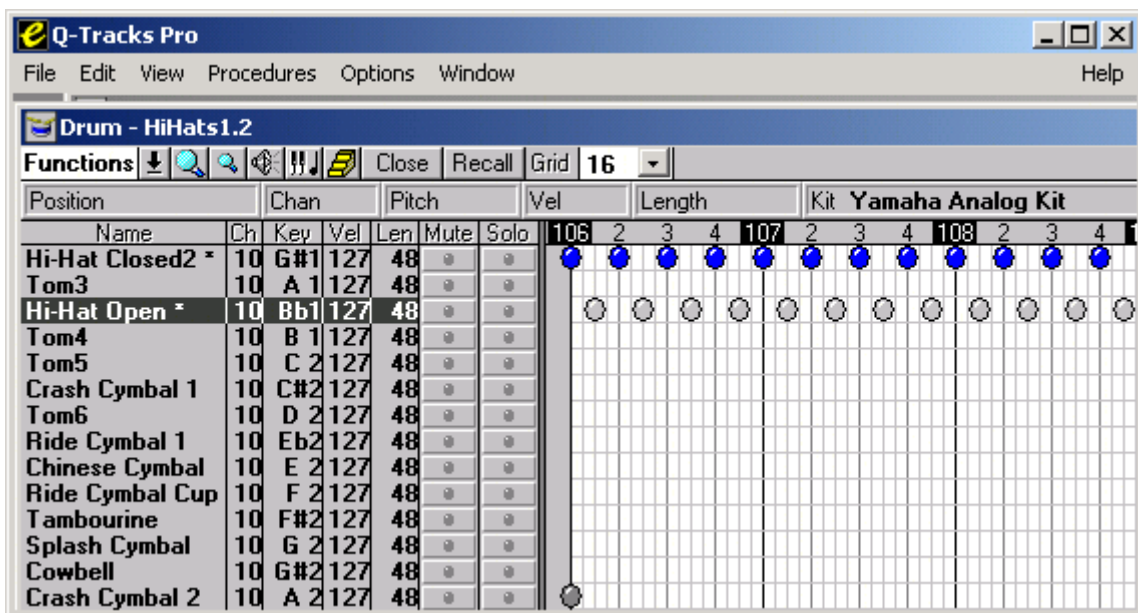 Q-Tracks Pro
File Edit View Procedures Options Window Help
Drum - HiHats1.2
Functions Close Recall Grid 16
Position Chan Pitch Vel Length Kit Yamaha Analog Kit
Name Ch Key Vel Len Mute Solo 106 2 3 4 107 2 3 4 108 2 3 4 1
Hi-Hat Closed2 * 10 G#1 127 48
Tom3 10 A 1 127 48
Hi-Hat Open * 10 Bb1 127 48
Tom4 10 B 1 127 48
Tom5 10 C 2 127 48
Crash Cymbal 1 10 C#2 127 48
Tom6 10 D 2 127 48
Ride Cymbal 1 10 Eb2 127 48
Chinese Cymbal 10 E 2 127 48
Ride Cymbal Cup 10 F 2 127 48
Tambourine 10 F#2 127 48
Splash Cymbal 10 G 2 127 48
Cowbell 10 G#2 127 48
Crash Cymbal 2 10 A 2 127 48